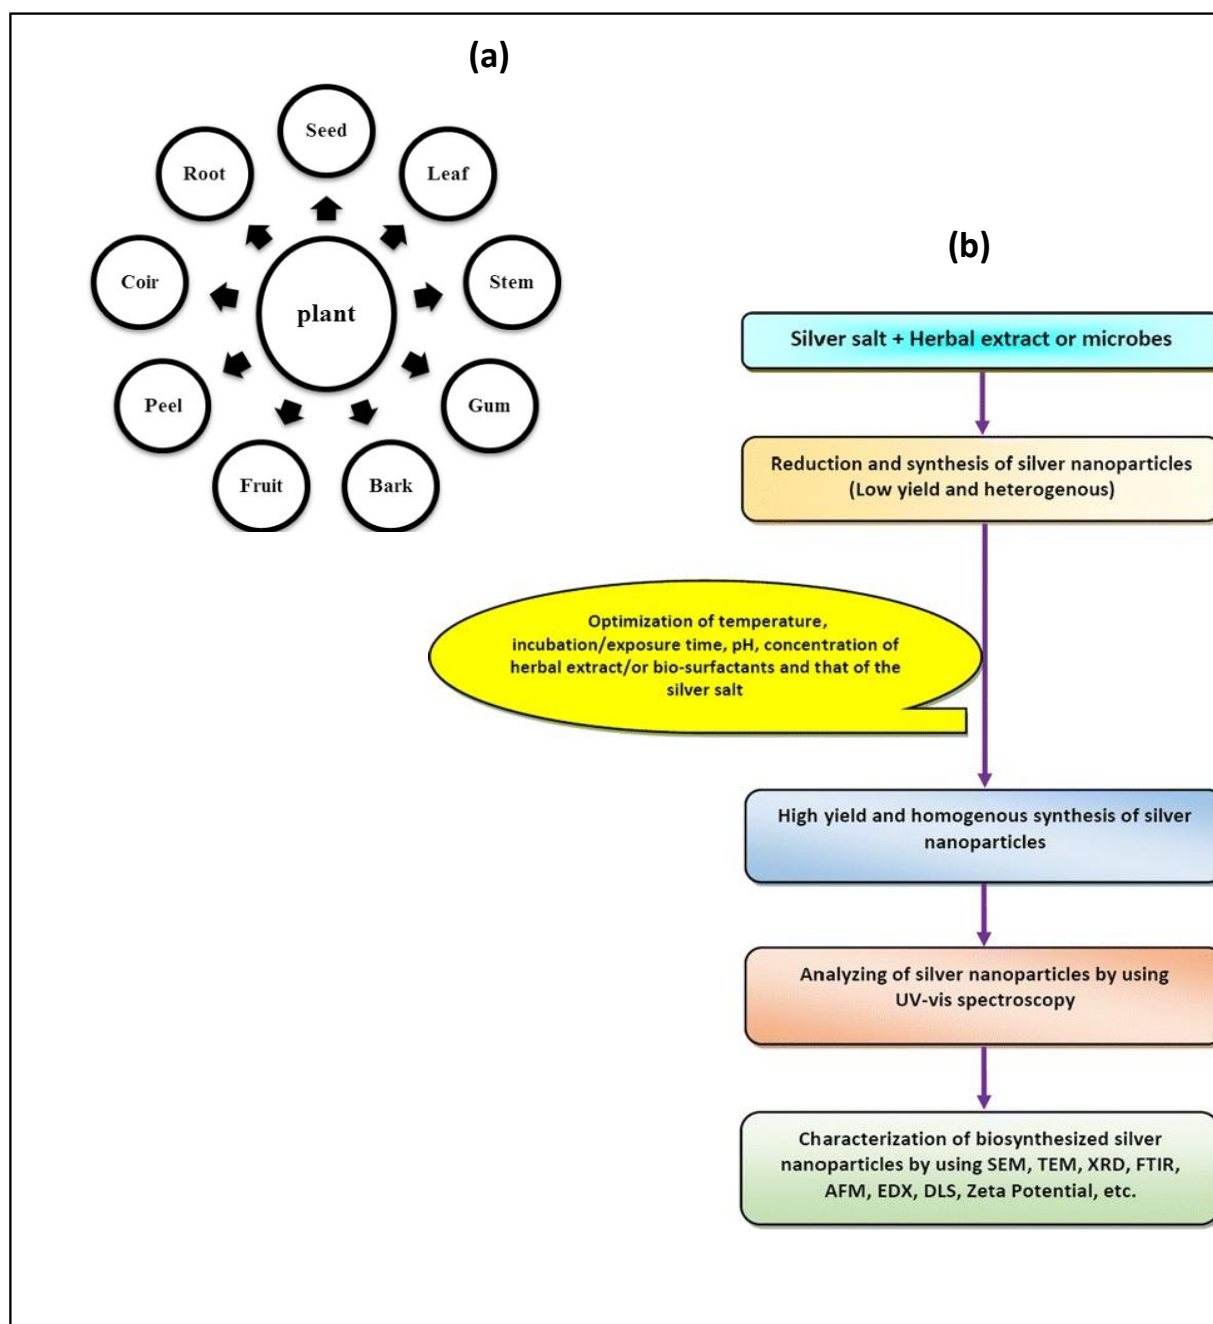 (a)
Seed
Root
Leaf
Coir
Stem
plant
Peel
Gum
Fruit
Bark
(b)
Silver salt + Herbal extract or microbes
Reduction and synthesis of silver nanoparticles
(Low yield and heterogenous)
Optimization of temperature,
incubation/exposure time, pH, concentration of
herbal extract/or bio-surfactants and that of the
silver salt
High yield and homogenous synthesis of silver
nanoparticles
Analyzing of silver nanoparticles by using
UV-vis spectroscopy
Characterization of biosynthesized silver
nanoparticles by using SEM, TEM, XRD, FTIR,
AFM, EDX, DLS, Zeta Potential, etc.